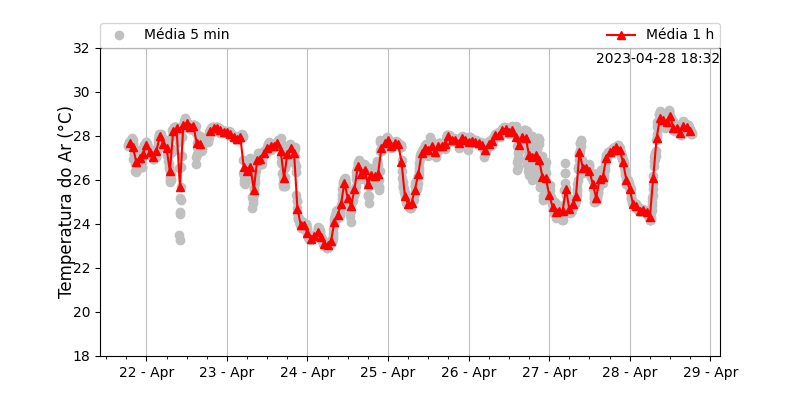 Média 5 min
Média 1 h
2023-04-28 18:32
Temperatura do Ar (°C)
32
30
28
26
24
22
20
18
22 - Apr
23 - Apr
24 - Apr
25 - Apr
26 - Apr
27 - Apr
28 - Apr
29 - Apr